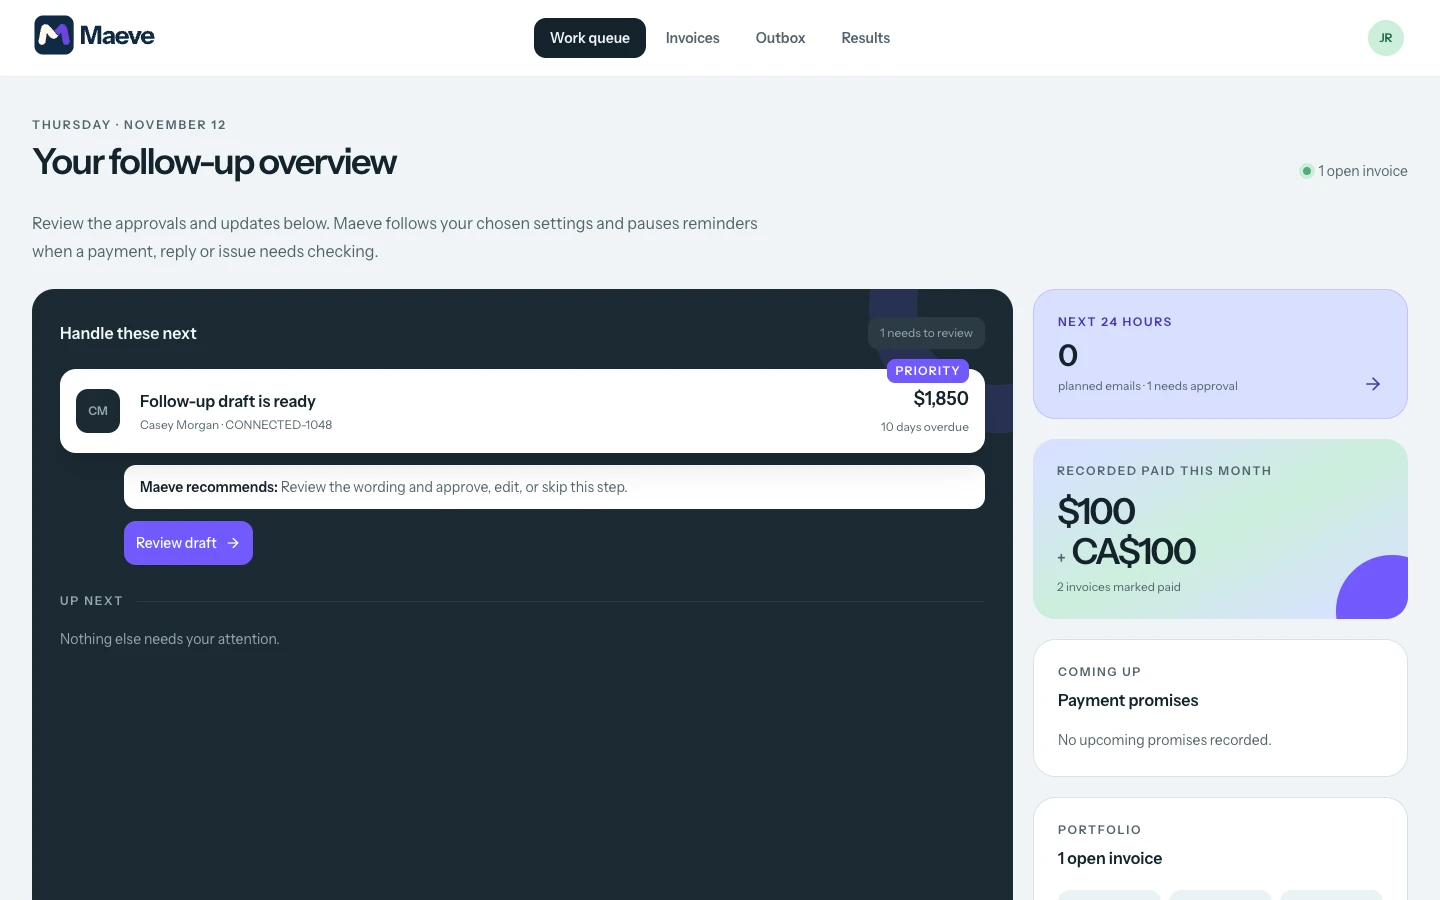 Maeve
Work queue
Invoices
Outbox
Results
JR
THURSDAY · NOVEMBER 12
Your follow-up overview
1 open invoice
Review the approvals and updates below. Maeve follows your chosen settings and pauses reminders
when a payment, reply or issue needs checking.
Handle these next
1 needs to review
PRIORITY
CM
Follow-up draft is ready
Casey Morgan · CONNECTED-1048
$1,850
10 days overdue
Maeve recommends: Review the wording and approve, edit, or skip this step.
Review draft
UP NEXT
Nothing else needs your attention.
NEXT 24 HOURS
0
planned emails · 1 needs approval
RECORDED PAID THIS MONTH
$100
+ CA$100
2 invoices marked paid
COMING UP
Payment promises
No upcoming promises recorded.
PORTFOLIO
1 open invoice